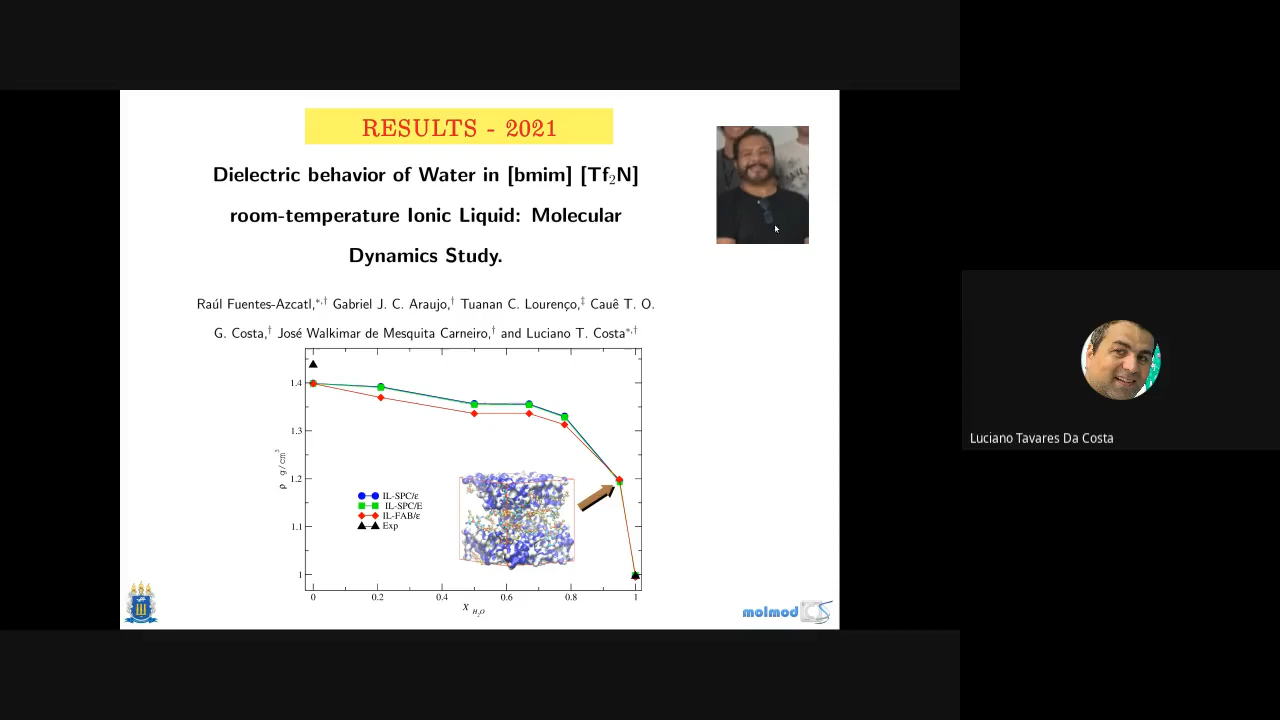 RESULTS - 2021
Dielectric behavior of Water in [bmim] [Tf₂N]
room-temperature Ionic Liquid: Molecular
Dynamics Study.
Raúl Fuentes-Azcatl,*,† Gabriel J. C. Araujo,† Tuanan C. Lourenço,‡ Cauê T. O.
G. Costa,† José Walkimar de Mesquita Carneiro,† and Luciano T. Costa*,†
1.4
1.3
1.2
1.1
1
ρ g/cm³
IL-SPC/ε
IL-SPC/E
IL-FAB/ε
Exp
0 0.2 0.4 0.6 0.8 1
X H₂O
molmod CS
Luciano Tavares Da Costa